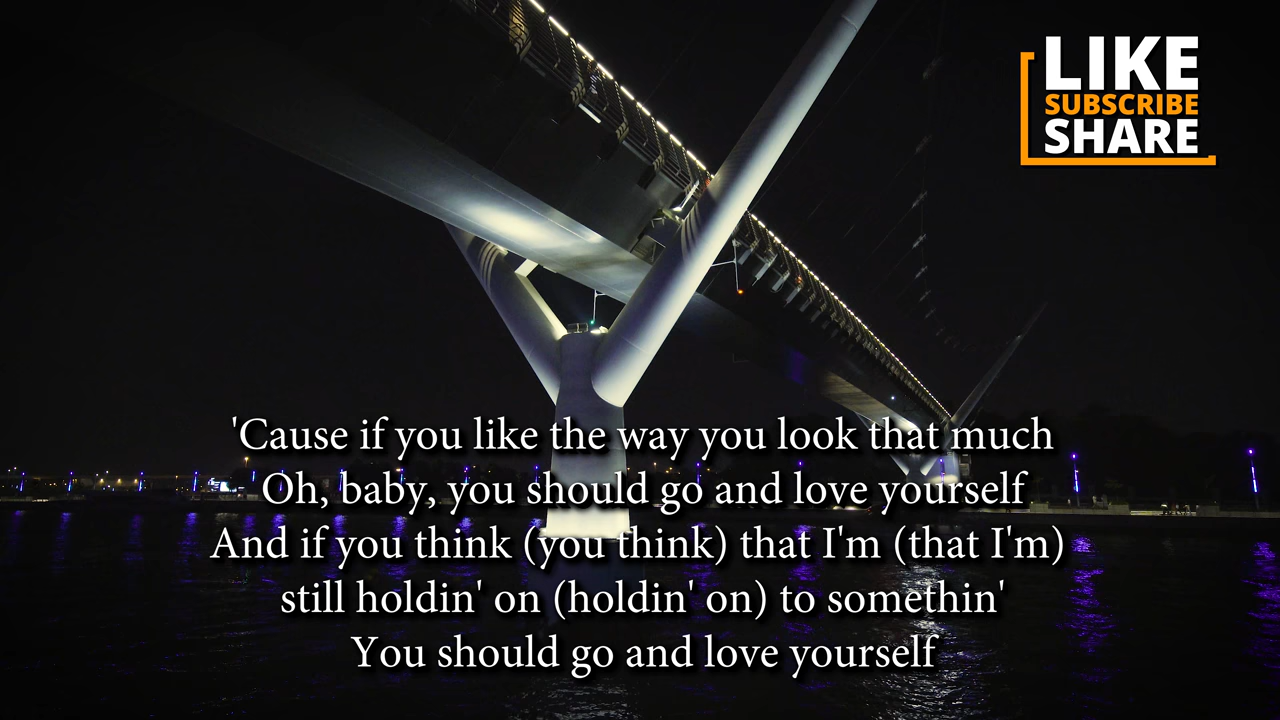 LIKE
SUBSCRIBE
SHARE
'Cause if you like the way you look that much
Oh, baby, you should go and love yourself
And if you think (you think) that I'm (that I'm)
still holdin' on (holdin' on) to somethin'
You should go and love yourself